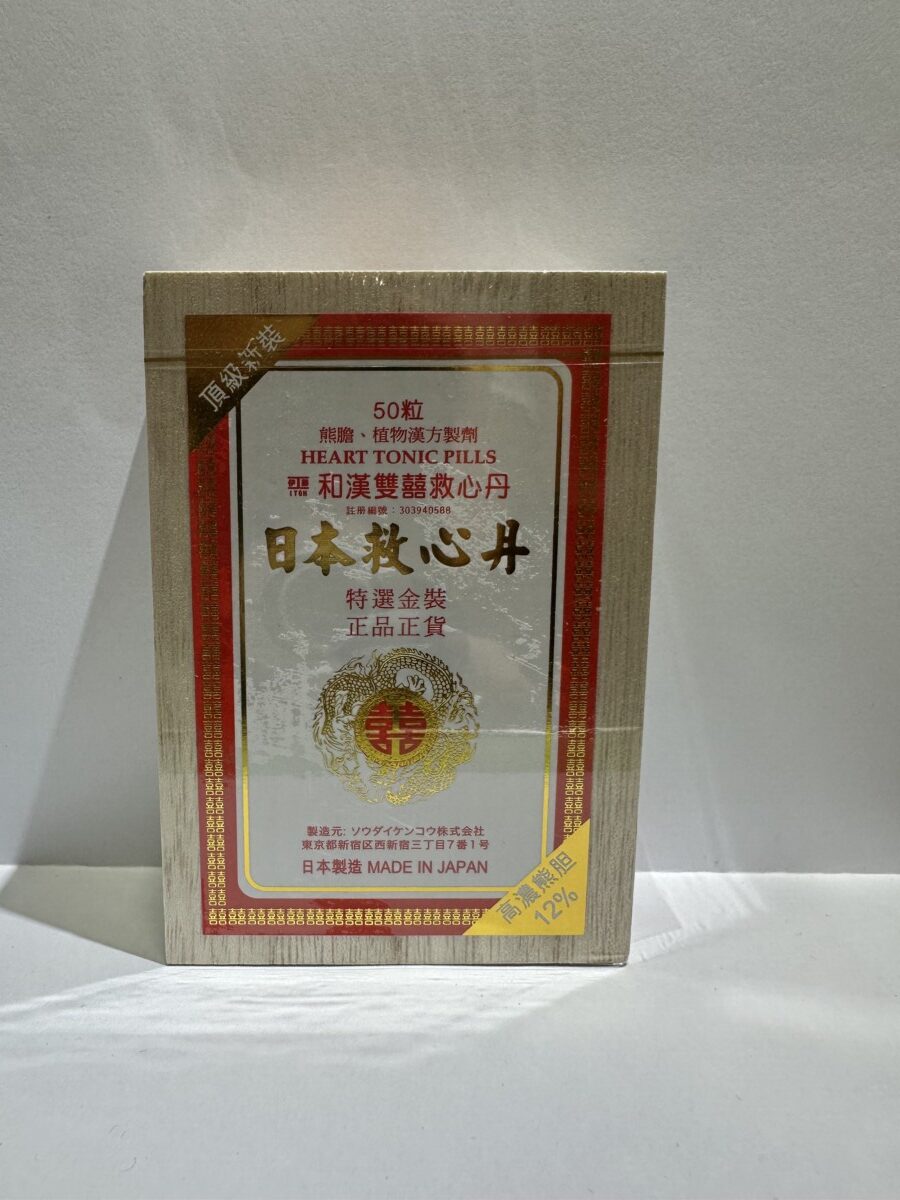 頂級新裝
50粒
熊膽、植物漢方製劑
HEART TONIC PILLS
ITOH 和漢雙囍救心丹
註册編號：303940588
日本救心丹
特選金裝
正品正貨
囍
製造元: ソウダイケンコウ株式会社
東京都新宿区西新宿三丁目7番1号
日本製造 MADE IN JAPAN
高濃熊胆
12%